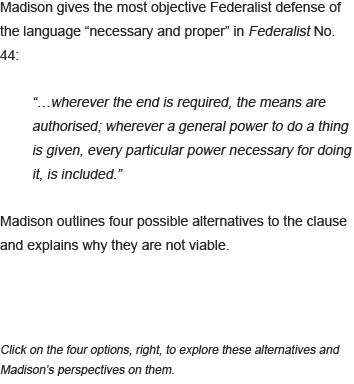 Madison gives the most objective Federalist defense of
the language “necessary and proper” in Federalist No.
44:
“…wherever the end is required, the means are
authorised; wherever a general power to do a thing
is given, every particular power necessary for doing
it, is included.”
Madison outlines four possible alternatives to the clause
and explains why they are not viable.
Click on the four options, right, to explore these alternatives and
Madison’s perspectives on them.